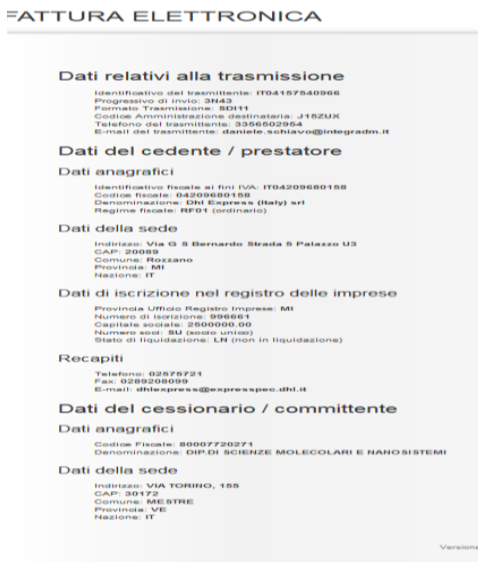 FATTURA ELETTRONICA
Dati relativi alla trasmissione
Identificativo del trasmittente: IT04157540966
Progressivo di invio: 3N43
Formato Trasmissione: SDI11
Codice Amministrazione destinataria: J15ZUX
Telefono del trasmittente: 3356502954
E-mail del trasmittente: daniele.schiavo@integradm.it
Dati del cedente / prestatore
Dati anagrafici
Identificativo fiscale ai fini IVA: IT04209680158
Codice fiscale: 04209680158
Denominazione: Dhl Express (Italy) srl
Regime fiscale: RF01 (ordinario)
Dati della sede
Indirizzo: Via G S Bernardo Strada 5 Palazzo U3
CAP: 20089
Comune: Rozzano
Provincia: MI
Nazione: IT
Dati di iscrizione nel registro delle imprese
Provincia Ufficio Registro Imprese: MI
Numero di iscrizione: 996661
Capitale sociale: 2500000.00
Numero soci: SU (socio unico)
Stato di liquidazione: LN (non in liquidazione)
Recapiti
Telefono: 02575721
Fax: 0289208099
E-mail: dhlexpress@expresspec.dhl.it
Dati del cessionario / committente
Dati anagrafici
Codice Fiscale: 80007720271
Denominazione: DIP.DI SCIENZE MOLECOLARI E NANOSISTEMI
Dati della sede
Indirizzo: VIA TORINO, 155
CAP: 30172
Comune: MESTRE
Provincia: VE
Nazione: IT
Versione